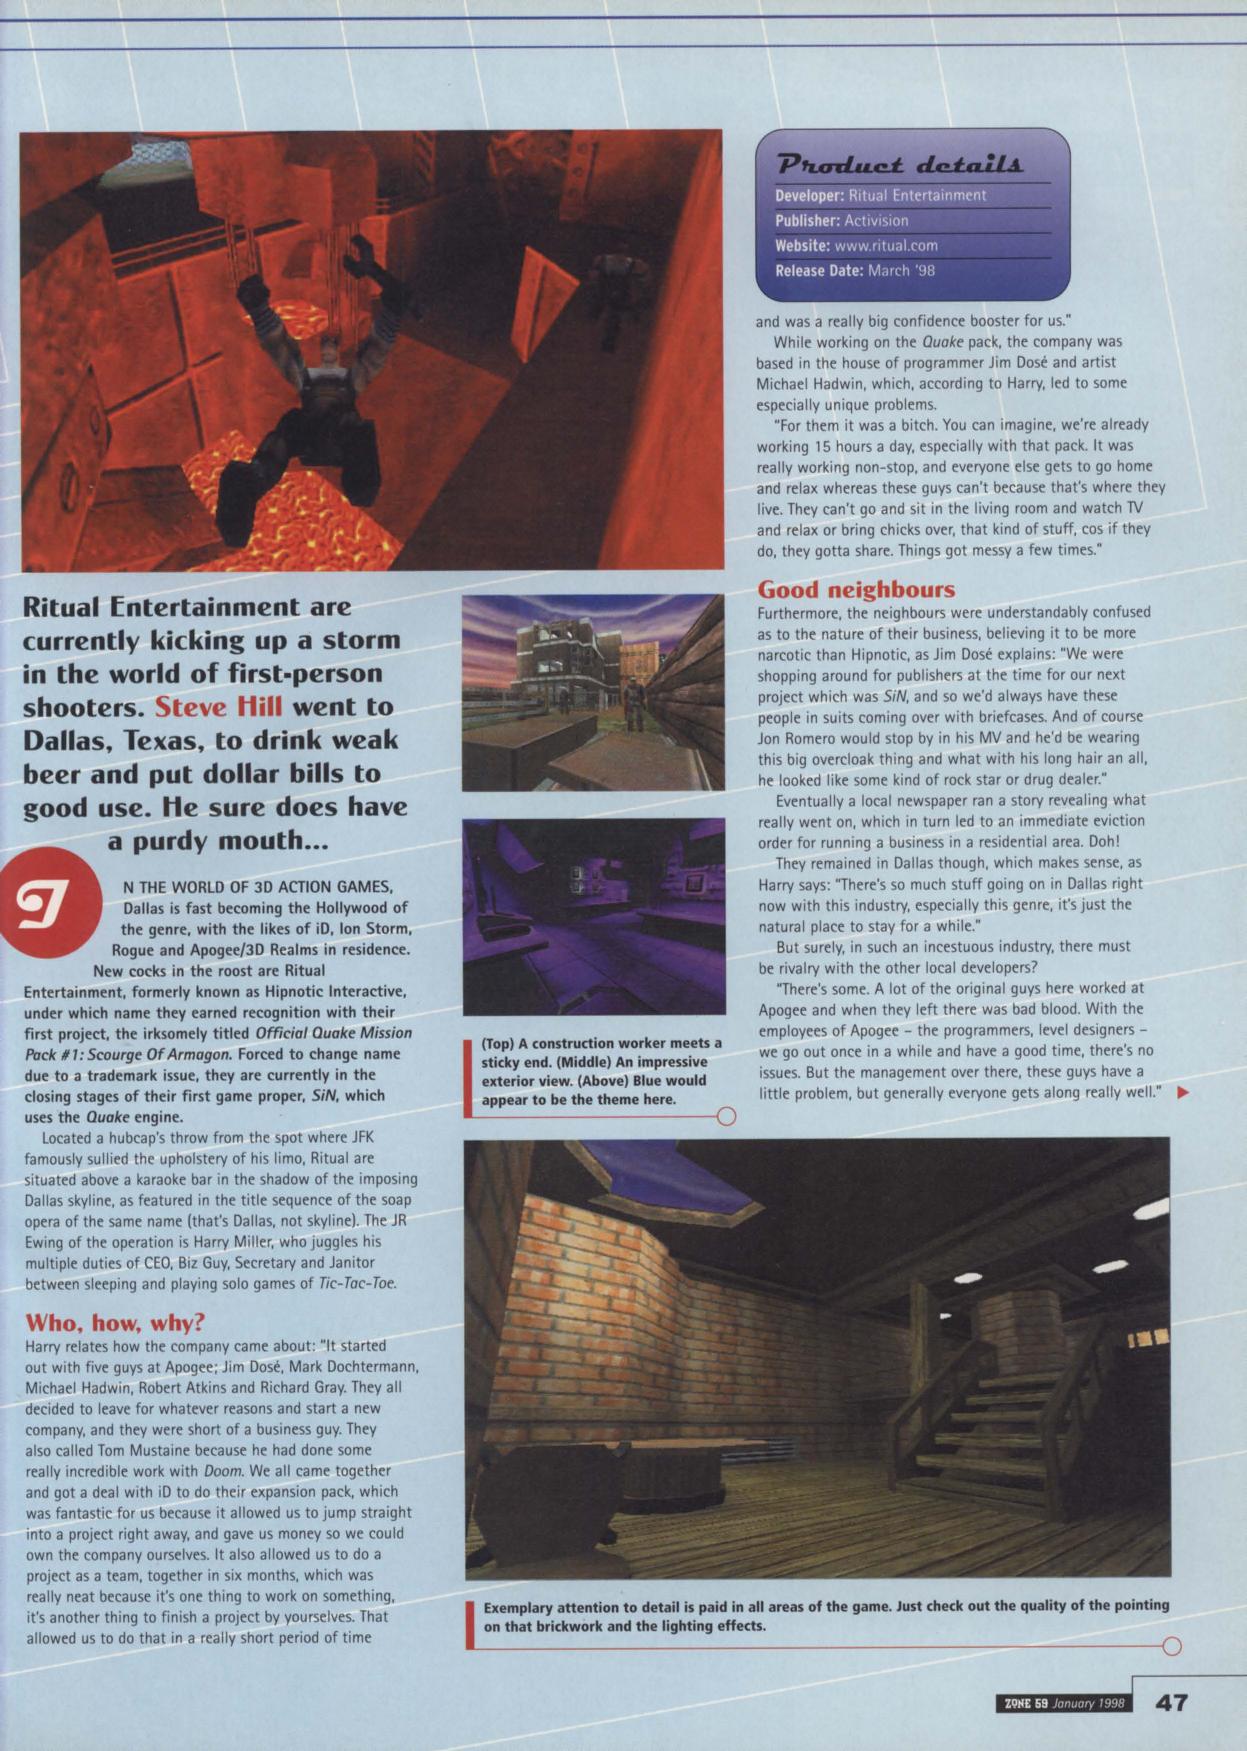 Ritual Entertainment are
currently kicking up a storm
in the world of first-person
shooters. Steve Hill went to
Dallas, Texas, to drink weak
beer and put dollar bills to
good use. He sure does have
a purdy mouth...
IN THE WORLD OF 3D ACTION GAMES,
Dallas is fast becoming the Hollywood of
the genre, with the likes of iD, Ion Storm,
Rogue and Apogee/3D Realms in residence.
New cocks in the roost are Ritual
Entertainment, formerly known as Hipnotic Interactive,
under which name they earned recognition with their
first project, the irksomely titled Official Quake Mission
Pack #1: Scourge Of Armagon. Forced to change name
due to a trademark issue, they are currently in the
closing stages of their first game proper, SiN, which
uses the Quake engine.
Located a hubcap's throw from the spot where JFK
famously sullied the upholstery of his limo, Ritual are
situated above a karaoke bar in the shadow of the imposing
Dallas skyline, as featured in the title sequence of the soap
opera of the same name (that's Dallas, not skyline). The JR
Ewing of the operation is Harry Miller, who juggles his
multiple duties of CEO, Biz Guy, Secretary and Janitor
between sleeping and playing solo games of Tic-Tac-Toe.
Who, how, why?
Harry relates how the company came about: "It started
out with five guys at Apogee; Jim Dosé, Mark Dochtermann,
Michael Hadwin, Robert Atkins and Richard Gray. They all
decided to leave for whatever reasons and start a new
company, and they were short of a business guy. They
also called Tom Mustaine because he had done some
really incredible work with Doom. We all came together
and got a deal with iD to do their expansion pack, which
was fantastic for us because it allowed us to jump straight
into a project right away, and gave us money so we could
own the company ourselves. It also allowed us to do a
project as a team, together in six months, which was
really neat because it's one thing to work on something,
it's another thing to finish a project by yourselves. That
allowed us to do that in a really short period of time
(Top) A construction worker meets a
sticky end. (Middle) An impressive
exterior view. (Above) Blue would
appear to be the theme here.
Product details
Developer: Ritual Entertainment
Publisher: Activision
Website: www.ritual.com
Release Date: March '98
and was a really big confidence booster for us."
While working on the Quake pack, the company was
based in the house of programmer Jim Dosé and artist
Michael Hadwin, which, according to Harry, led to some
especially unique problems.
"For them it was a bitch. You can imagine, we're already
working 15 hours a day, especially with that pack. It was
really working non-stop, and everyone else gets to go home
and relax whereas these guys can't because that's where they
live. They can't go and sit in the living room and watch TV
and relax or bring chicks over, that kind of stuff, cos if they
do, they gotta share. Things got messy a few times."
Good neighbours
Furthermore, the neighbours were understandably confused
as to the nature of their business, believing it to be more
narcotic than Hipnotic, as Jim Dosé explains: "We were
shopping around for publishers at the time for our next
project which was SiN, and so we'd always have these
people in suits coming over with briefcases. And of course
Jon Romero would stop by in his MV and he'd be wearing
this big overcloak thing and what with his long hair an all,
he looked like some kind of rock star or drug dealer."
Eventually a local newspaper ran a story revealing what
really went on, which in turn led to an immediate eviction
order for running a business in a residential area. Doh!
They remained in Dallas though, which makes sense, as
Harry says: "There's so much stuff going on in Dallas right
now with this industry, especially this genre, it's just the
natural place to stay for a while."
But surely, in such an incestuous industry, there must
be rivalry with the other local developers?
"There's some. A lot of the original guys here worked at
Apogee and when they left there was bad blood. With the
employees of Apogee – the programmers, level designers –
we go out once in a while and have a good time, there's no
issues. But the management over there, these guys have a
little problem, but generally everyone gets along really well."
Exemplary attention to detail is paid in all areas of the game. Just check out the quality of the pointing
on that brickwork and the lighting effects.
ZONE 59 January 1998 47